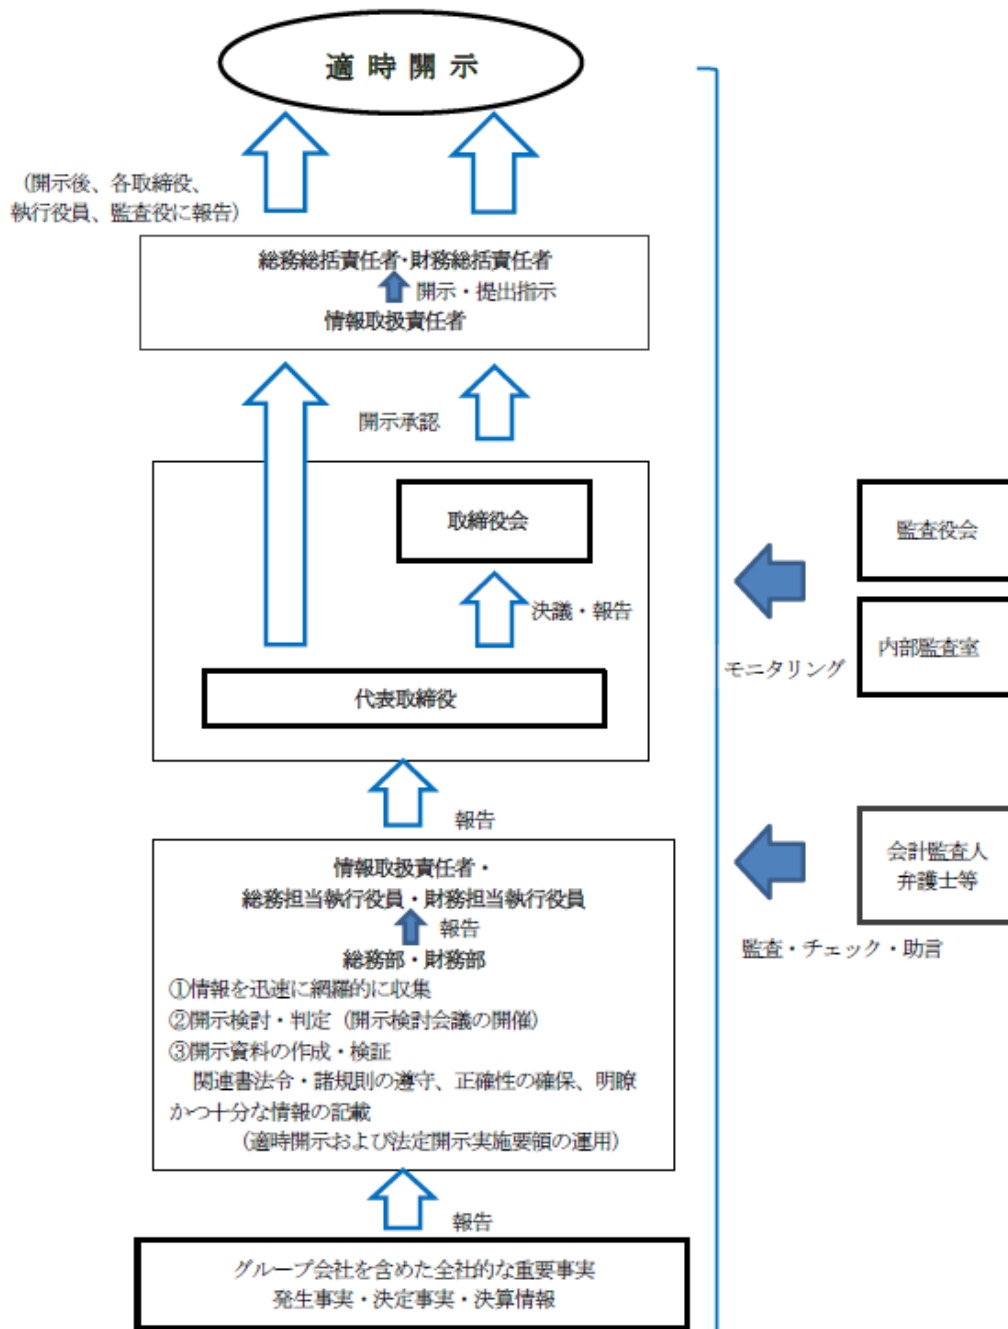 適時開示
（開示後、各取締役、
執行役員、監査役に報告）
総務総括責任者・財務総括責任者
開示・提出指示
情報取扱責任者
開示承認
取締役会
決議・報告
代表取締役
報告
情報取扱責任者・
総務担当執行役員・財務担当執行役員
報告
総務部・財務部
①情報を迅速に網羅的に収集
②開示検討・判定（開示検討会議の開催）
③開示資料の作成・検証
関連書法令・諸規則の遵守、正確性の確保、明瞭
かつ十分な情報の記載
（適時開示および法定開示実施要領の運用）
報告
グループ会社を含めた全社的な重要事実
発生事実・決定事実・決算情報
監査役会
内部監査室
モニタリング
会計監査人
弁護士等
監査・チェック・助言